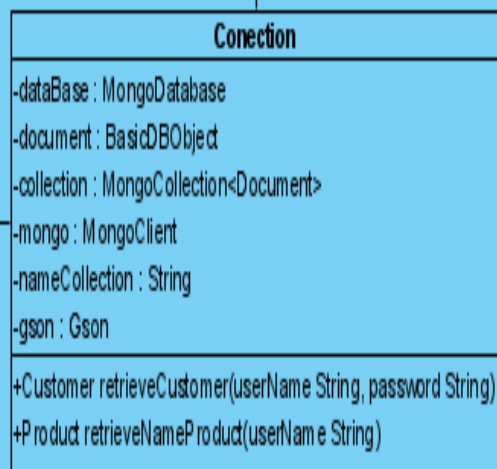 Conection
-dataBase : MongoDatabase
-document : BasicDBObject
-collection : MongoCollection<Document>
-mongo : MongoClient
-nameCollection : String
-gson : Gson
+Customer retrieveCustomer(userName String, password String)
+Product retrieveNameProduct(userName String)